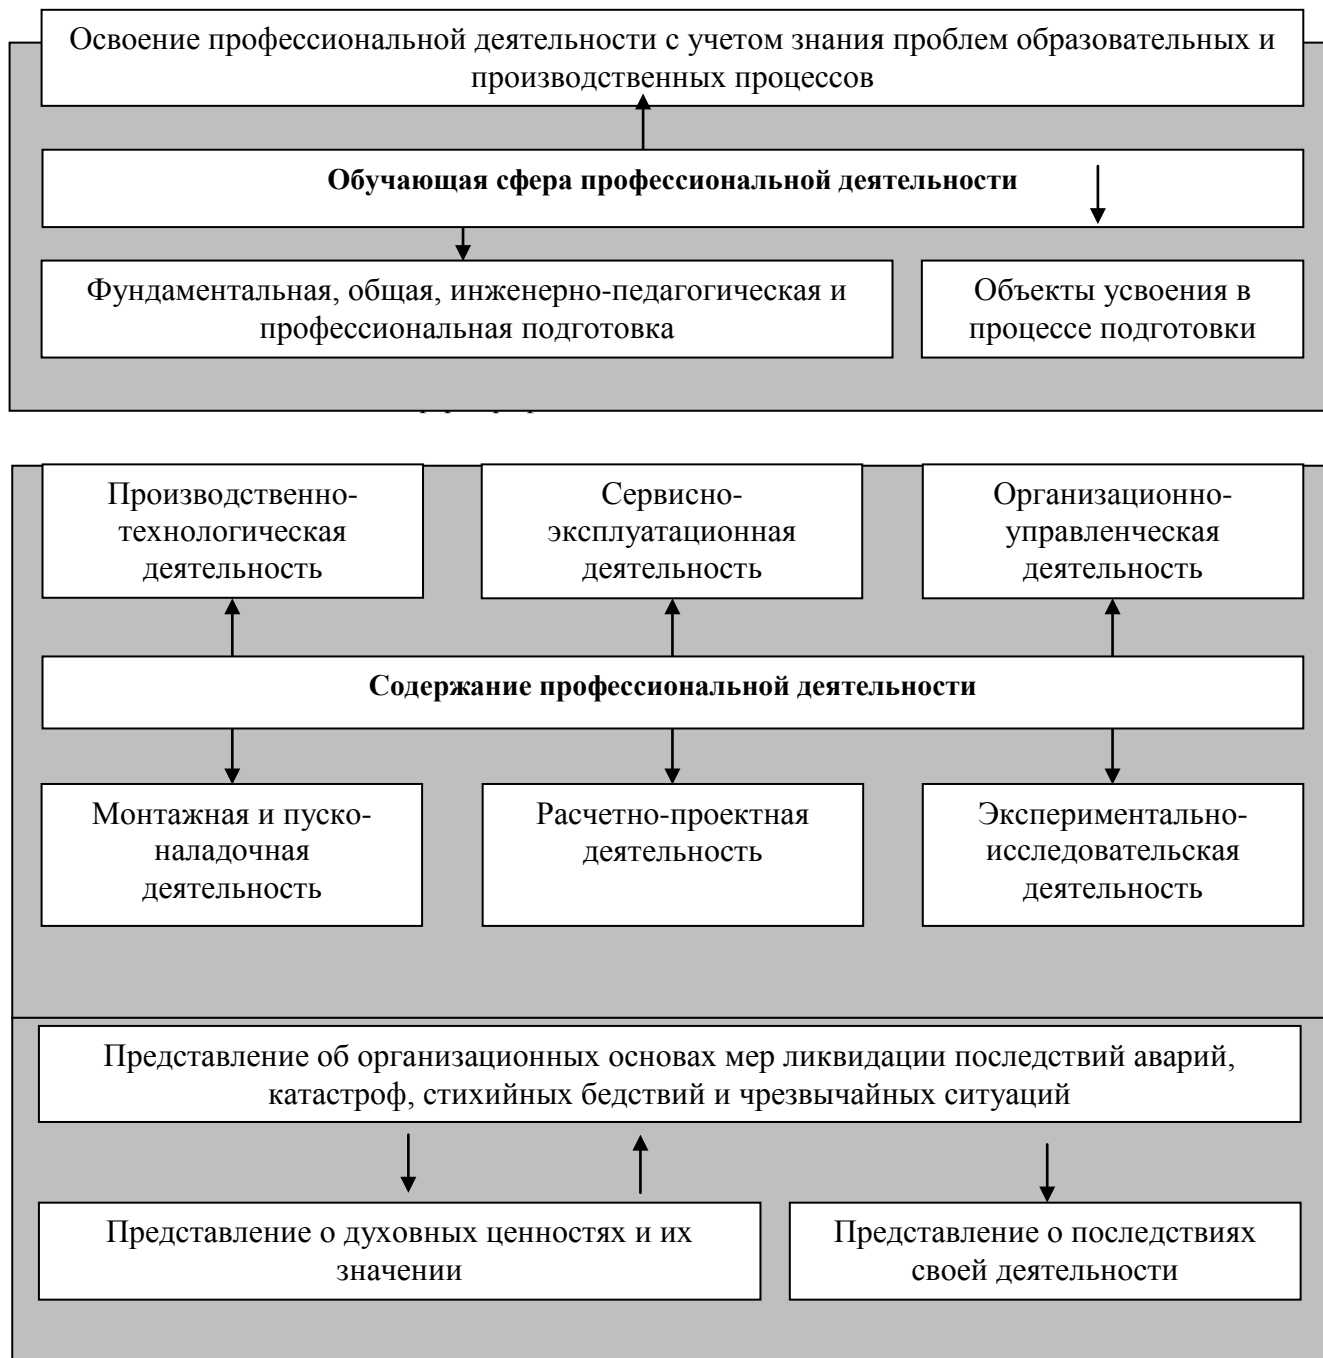 Освоение профессиональной деятельности с учетом знания проблем образовательных и
производственных процессов
Обучающая сфера профессиональной деятельности
Фундаментальная, общая, инженерно-педагогическая и
профессиональная подготовка
Объекты усвоения в
процессе подготовки
Производственно-
технологическая
деятельность
Сервисно-
эксплуатационная
деятельность
Организационно-
управленческая
деятельность
Содержание профессиональной деятельности
Монтажная и пуско-
наладочная
деятельность
Расчетно-проектная
деятельность
Экспериментально-
исследовательская
деятельность
Представление об организационных основах мер ликвидации последствий аварий,
катастроф, стихийных бедствий и чрезвычайных ситуаций
Представление о духовных ценностях и их
значении
Представление о последствиях
своей деятельности